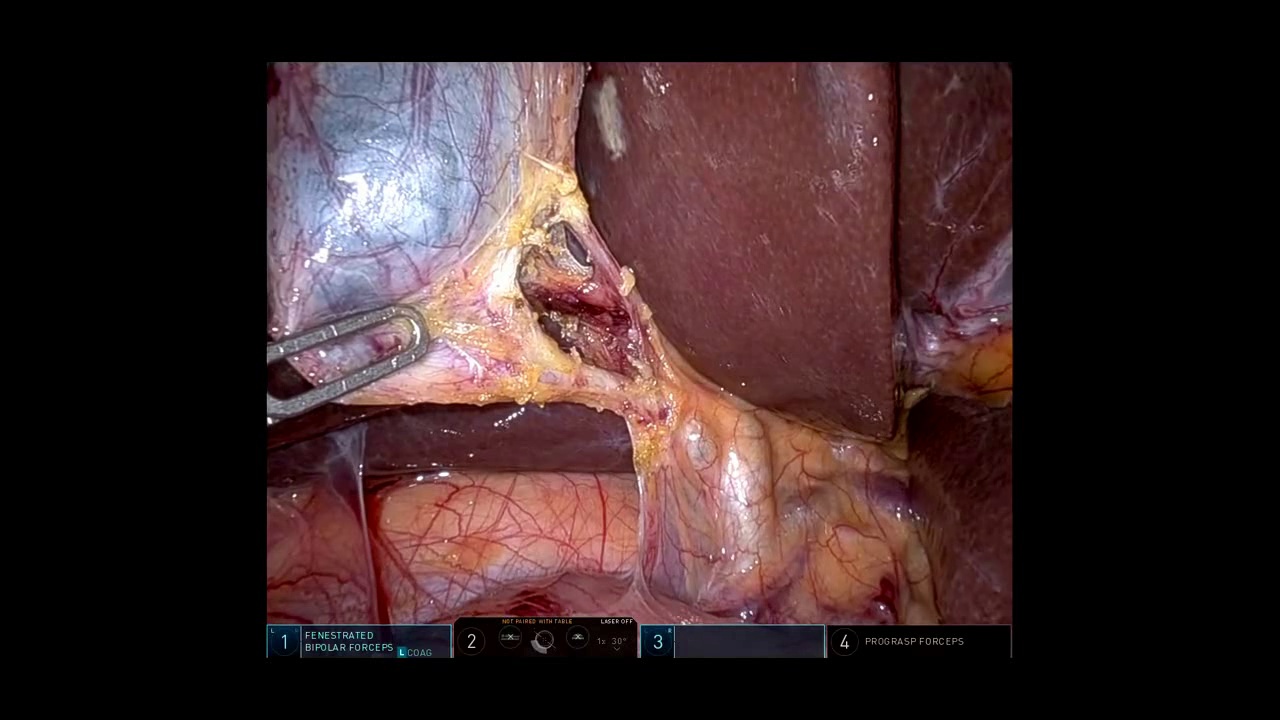 NOT PAIRED WITH TABLE LASER OFF
L R
1 FENESTRATED
BIPOLAR FORCEPS L COAG
2 1x 30°
3
4 PROGRASP FORCEPS